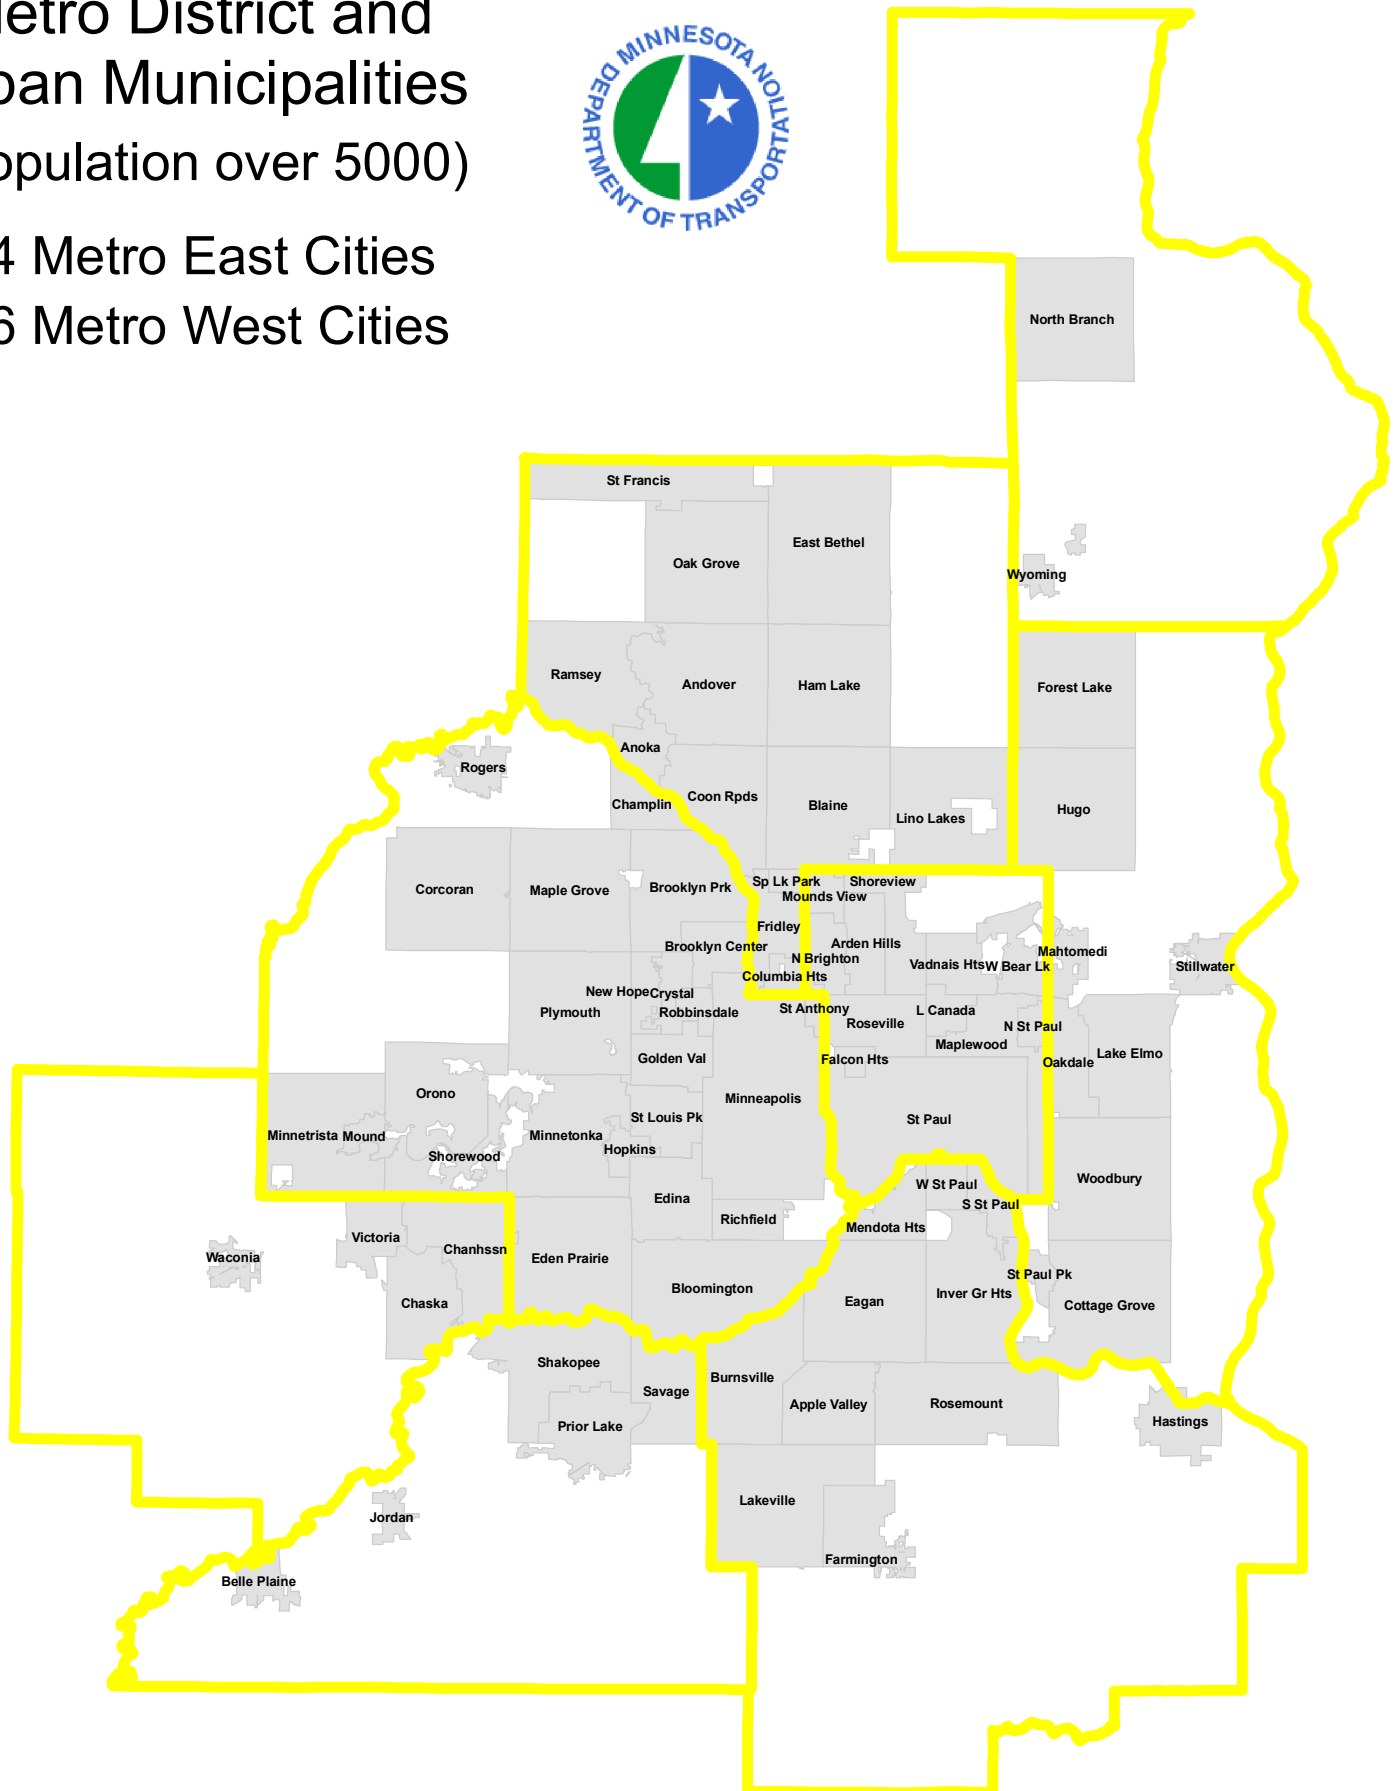 etro District and
ban Municipalities
opulation over 5000)
4 Metro East Cities
6 Metro West Cities
MINNESOTA
DEPARTMENT OF TRANSPORTATION
North Branch
St Francis
East Bethel
Oak Grove
Wyoming
Ramsey
Andover
Ham Lake
Forest Lake
Anoka
Rogers
Champlin
Coon Rpds
Blaine
Lino Lakes
Hugo
Corcoran
Maple Grove
Brooklyn Prk
Sp Lk Park
Shoreview
Mounds View
Fridley
Brooklyn Center
Arden Hills
N Brighton
Columbia Hts
Vadnais Hts
W Bear Lk
Mahtomedi
Stillwater
New Hope
Crystal
Plymouth
Robbinsdale
St Anthony
Roseville
L Canada
N St Paul
Maplewood
Golden Val
Falcon Hts
Oakdale
Lake Elmo
Orono
Minneapolis
St Louis Pk
St Paul
Minnetrista
Mound
Minnetonka
Hopkins
Shorewood
Woodbury
Edina
W St Paul
S St Paul
Richfield
Mendota Hts
Victoria
Chanhssn
Waconia
Eden Prairie
Bloomington
St Paul Pk
Inver Gr Hts
Eagan
Chaska
Cottage Grove
Shakopee
Burnsville
Savage
Apple Valley
Rosemount
Prior Lake
Hastings
Lakeville
Jordan
Farmington
Belle Plaine